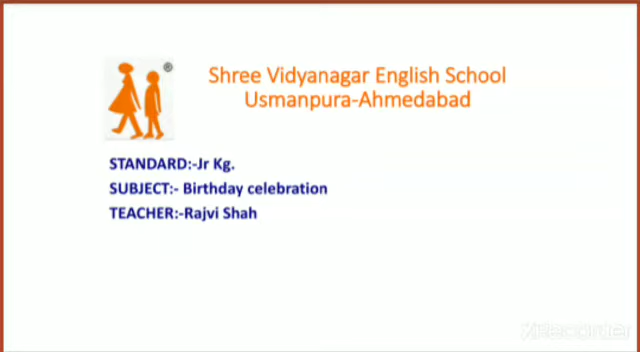 Shree Vidyanagar English School
Usmanpura-Ahmedabad
®
STANDARD:-Jr Kg.
SUBJECT:- Birthday celebration
TEACHER:-Rajvi Shah
XRecorder